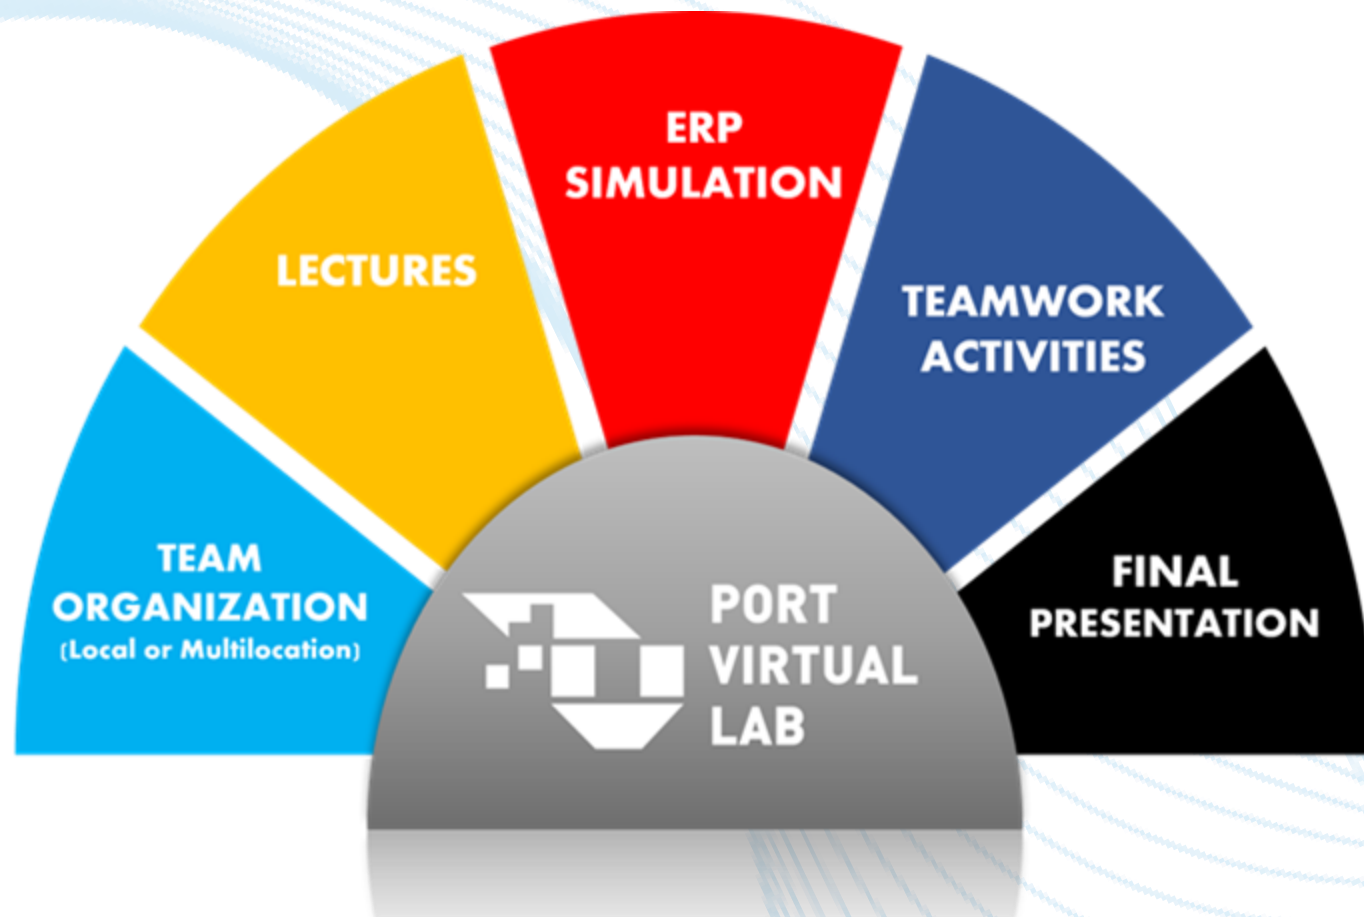 ERP
SIMULATION
LECTURES
TEAMWORK
ACTIVITIES
TEAM
ORGANIZATION
(Local or Multilocation)
FINAL
PRESENTATION
PORT
VIRTUAL
LAB